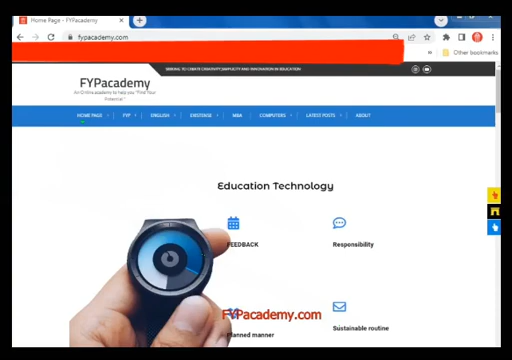 Home Page - FYPacademy
fypacademy.com
Other bookmarks
SEEKING TO CREATE CREATIVITY,SIMPLICITY AND INNOVATION IN EDUCATION
FYPacademy
An Online academy to help you "Find Your
Potential"
HOME PAGE FYP ENGLISH EXISTENSE M&A COMPUTERS LATEST POSTS ABOUT
Education Technology
FEEDBACK Responsibility
FYPacademy.com
Planned manner Sustainable routine